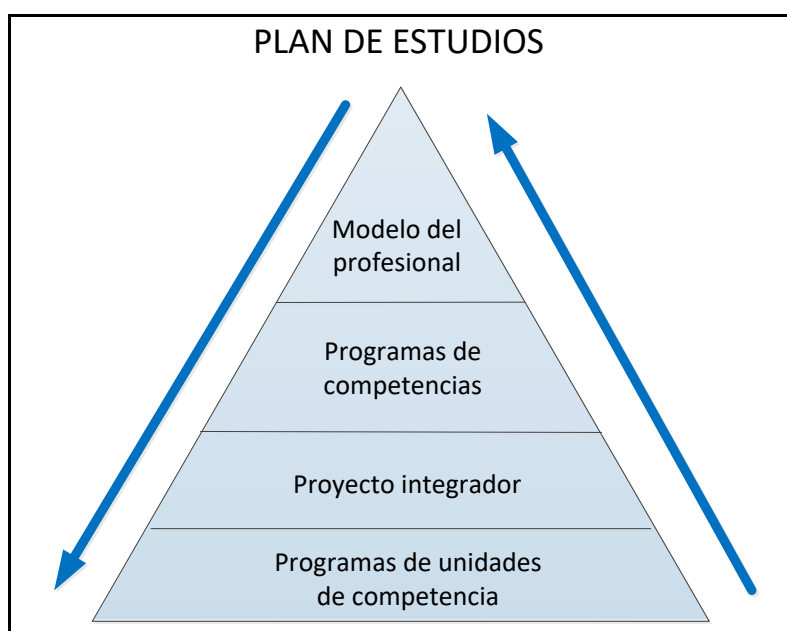 PLAN DE ESTUDIOS
Modelo del
profesional
Programas de
competencias
Proyecto integrador
Programas de unidades
de competencia